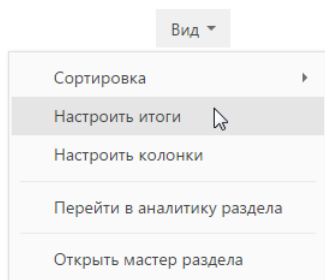 Вид
Сортировка
Настроить итоги
Настроить колонки
Перейти в аналитику раздела
Открыть мастер раздела